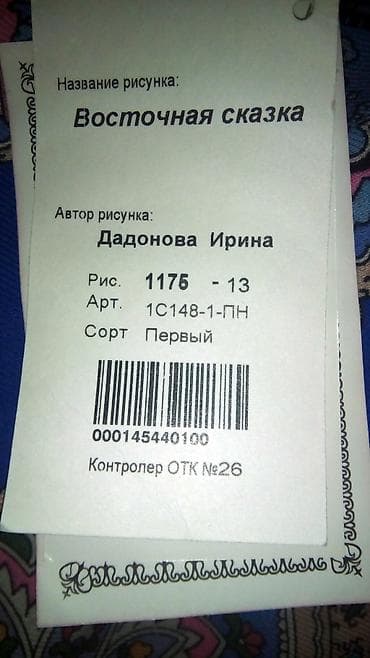 Название рисунка:
Восточная сказка
Автор рисунка:
Дадонова Ирина
Рис. 1175 - 13
Арт. 1С148-1-ПН
Сорт Первый
000145440100
Контролер ОТК №26